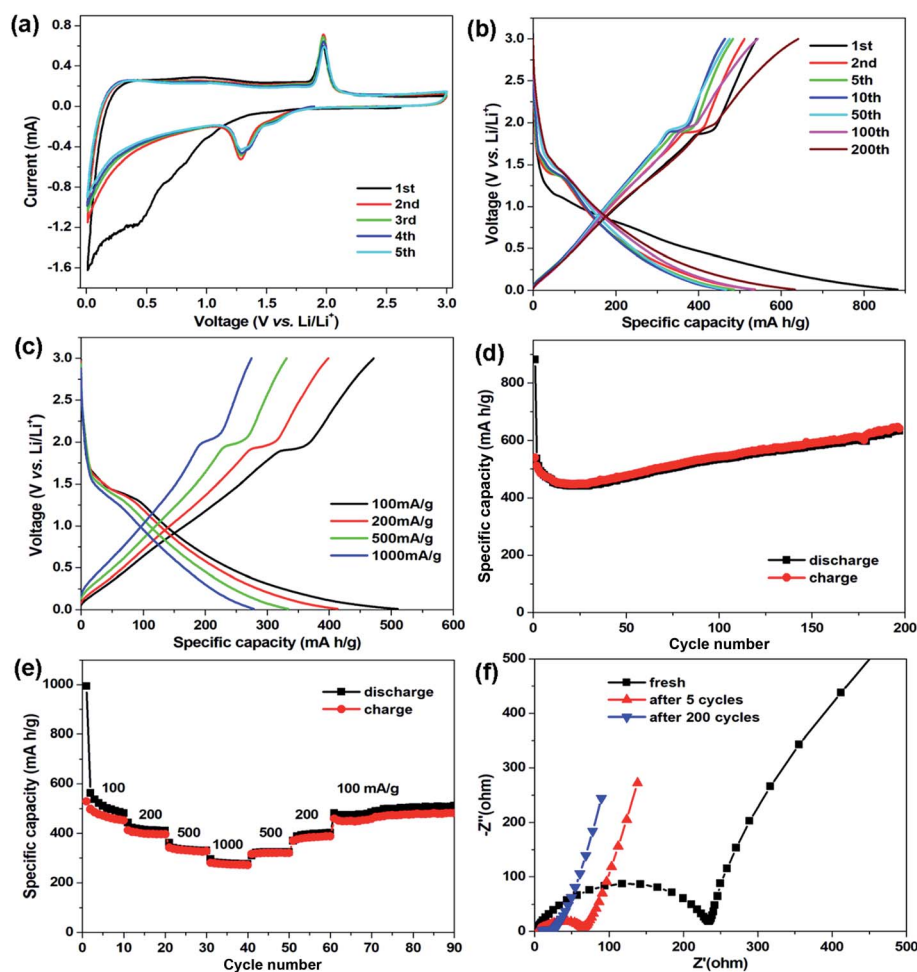 (a)
1.0
0.5
0.0
-0.4
-0.8
-1.2
-1.6
Current (mA)
1st
2nd
3rd
4th
5th
0.0 0.5 1.0 1.5 2.0 2.5 3.0
Voltage (V vs. Li/Li+)
(b)
3.0
2.5
2.0
1.5
1.0
0.5
0.0
Voltage (V vs. Li/Li+)
1st
2nd
5th
10th
50th
100th
200th
0 200 400 600 800
Specific capacity (mA h/g)
(c)
3.0
2.5
2.0
1.5
1.0
0.5
0.0
Voltage (V vs. Li/Li+)
100mA/g
200mA/g
500mA/g
1000mA/g
0 100 200 300 400 500 600
Specific capacity (mA h/g)
(d)
800
600
400
200
0
Specific capacity (mA h/g)
discharge
charge
0 50 100 150 200
Cycle number
(e)
1000
800
600
400
200
0
Specific capacity (mA h/g)
discharge
charge
100
200
500
1000
500
200
100 mA/g
0 10 20 30 40 50 60 70 80 90
Cycle number
(f)
500
400
300
200
100
0
-Z''(ohm)
fresh
after 5 cycles
after 200 cycles
0 100 200 300 400 500
Z'(ohm)